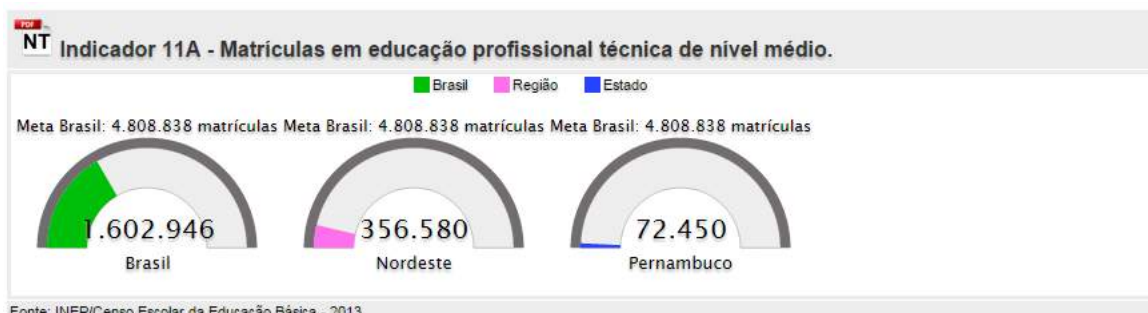 PDF
NT Indicador 11A - Matrículas em educação profissional técnica de nível médio.
Brasil Região Estado
Meta Brasil: 4.808.838 matrículas Meta Brasil: 4.808.838 matrículas Meta Brasil: 4.808.838 matrículas
1.602.946 356.580 72.450
Brasil Nordeste Pernambuco
Fonte: INEP/Censo Escolar da Educação Básica - 2013